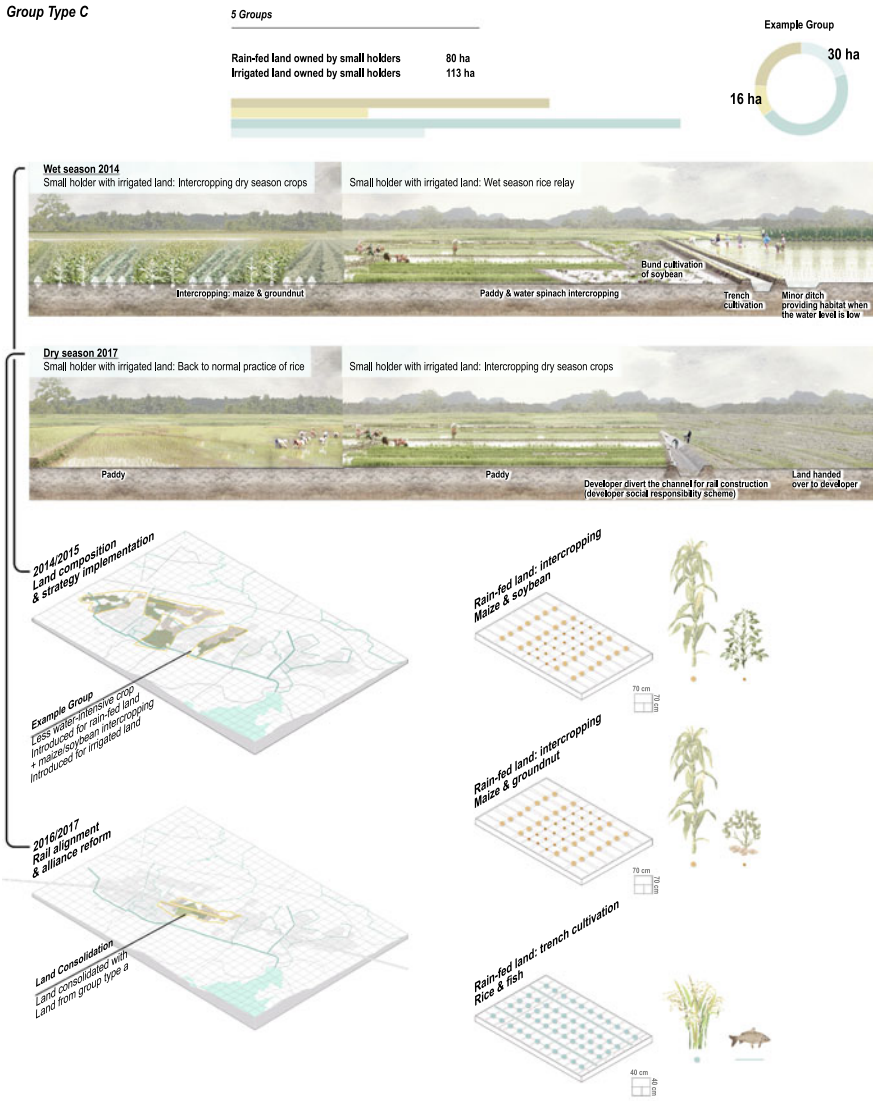 Group Type C
5 Groups
Rain-fed land owned by small holders 80 ha
Irrigated land owned by small holders 113 ha
Example Group
30 ha
16 ha
Wet season 2014
Small holder with irrigated land: Intercropping dry season crops
Small holder with irrigated land: Wet season rice relay
Intercropping: maize & groundnut
Paddy & water spinach intercropping
Bund cultivation
of soybean
Trench
cultivation
Minor ditch
providing habitat when
the water level is low
Dry season 2017
Small holder with irrigated land: Back to normal practice of rice
Small holder with irrigated land: Intercropping dry season crops
Paddy
Paddy
Developer divert the channel for rail construction
(developer social responsibility scheme)
Land handed
over to developer
2014/2015
Land composition
& strategy implementation
Example Group
Less water-intensive crop
Introduced for rain-fed land
+ maize/soybean intercropping
Introduced for irrigated land
2016/2017
Rail alignment
& alliance reform
Land Consolidation
Land consolidated with
Land from group type a
Rain-fed land: intercropping
Maize & soybean
70 cm
70 cm
Rain-fed land: intercropping
Maize & groundnut
70 cm
70 cm
Rain-fed land: trench cultivation
Rice & fish
40 cm
40 cm